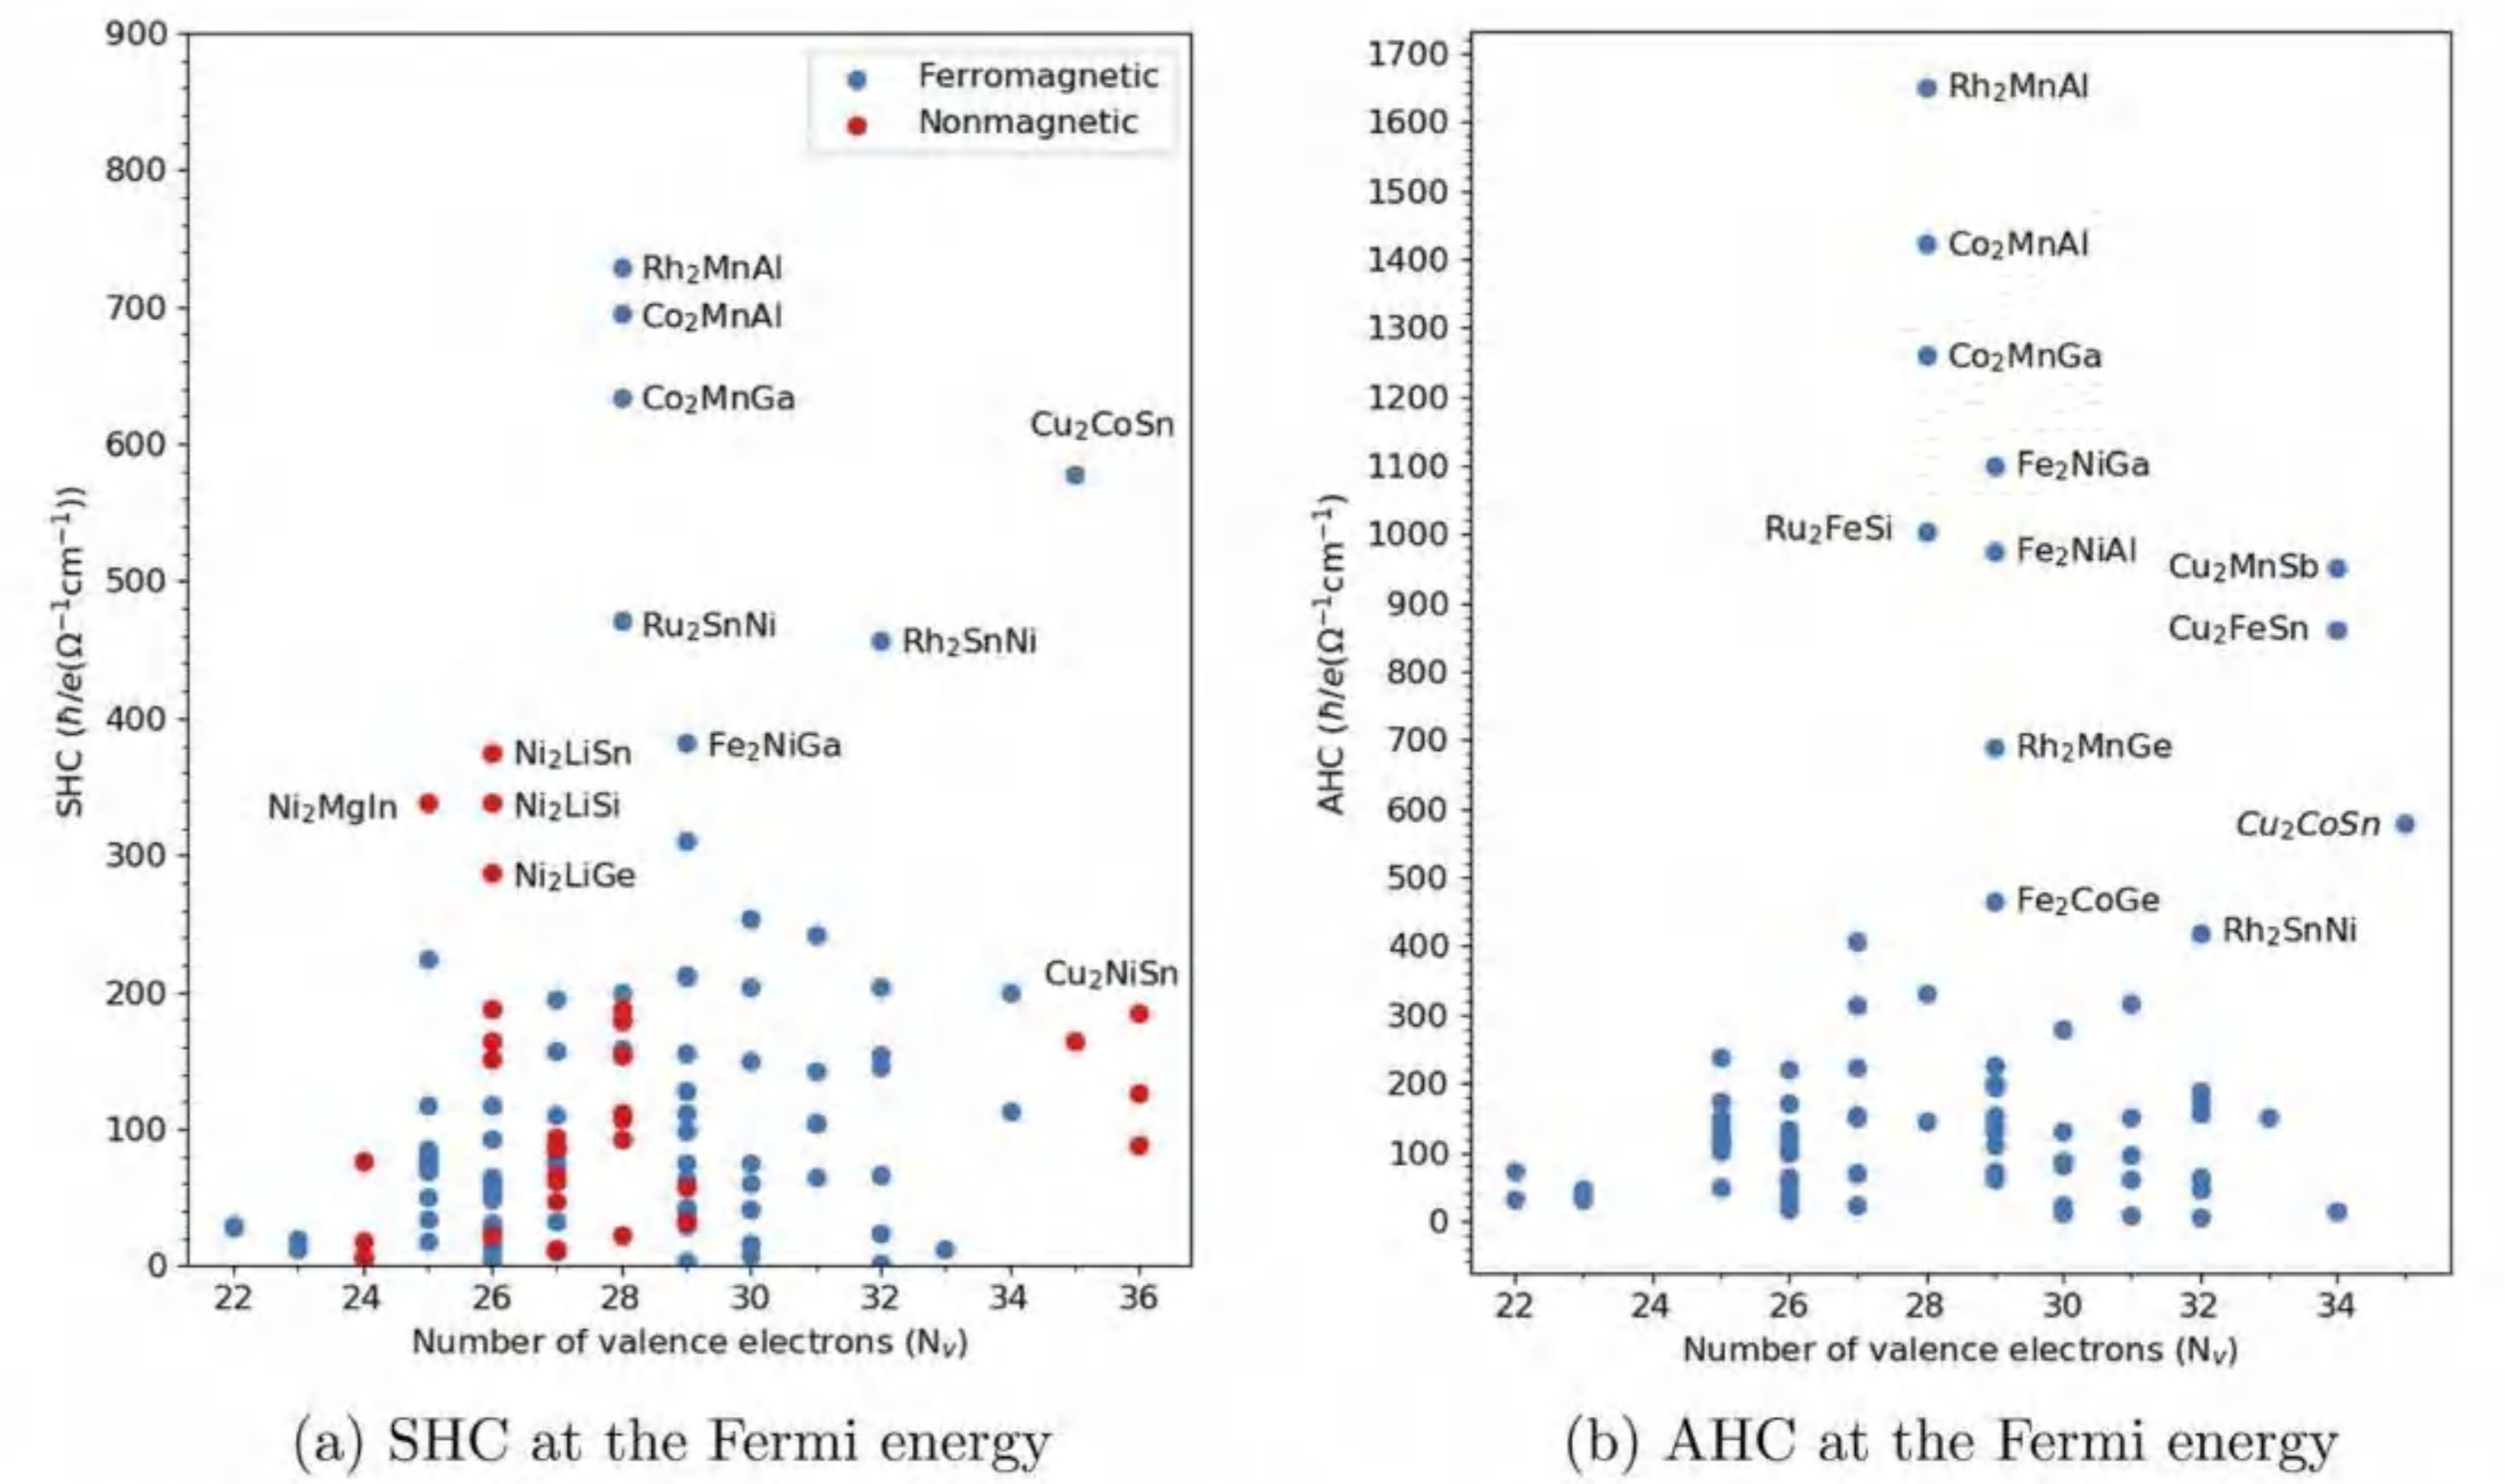 900
800
700
600
500
400
300
200
100
0
SHC (ħ/e(Ω⁻¹cm⁻¹))
Ferromagnetic
Nonmagnetic
Rh₂MnAl
Co₂MnAl
Co₂MnGa
Cu₂CoSn
Ru₂SnNi
Rh₂SnNi
Ni₂LiSn
Fe₂NiGa
Ni₂MgIn
Ni₂LiSi
Ni₂LiGe
Cu₂NiSn
22 24 26 28 30 32 34 36
Number of valence electrons (Nᵥ)
(a) SHC at the Fermi energy
1700
1600
1500
1400
1300
1200
1100
1000
900
800
700
600
500
400
300
200
100
0
AHC (ħ/e(Ω⁻¹cm⁻¹)
Rh₂MnAl
Co₂MnAl
Co₂MnGa
Fe₂NiGa
Ru₂FeSi
Fe₂NiAl
Cu₂MnSb
Cu₂FeSn
Rh₂MnGe
Cu₂CoSn
Fe₂CoGe
Rh₂SnNi
22 24 26 28 30 32 34
Number of valence electrons (Nᵥ)
(b) AHC at the Fermi energy